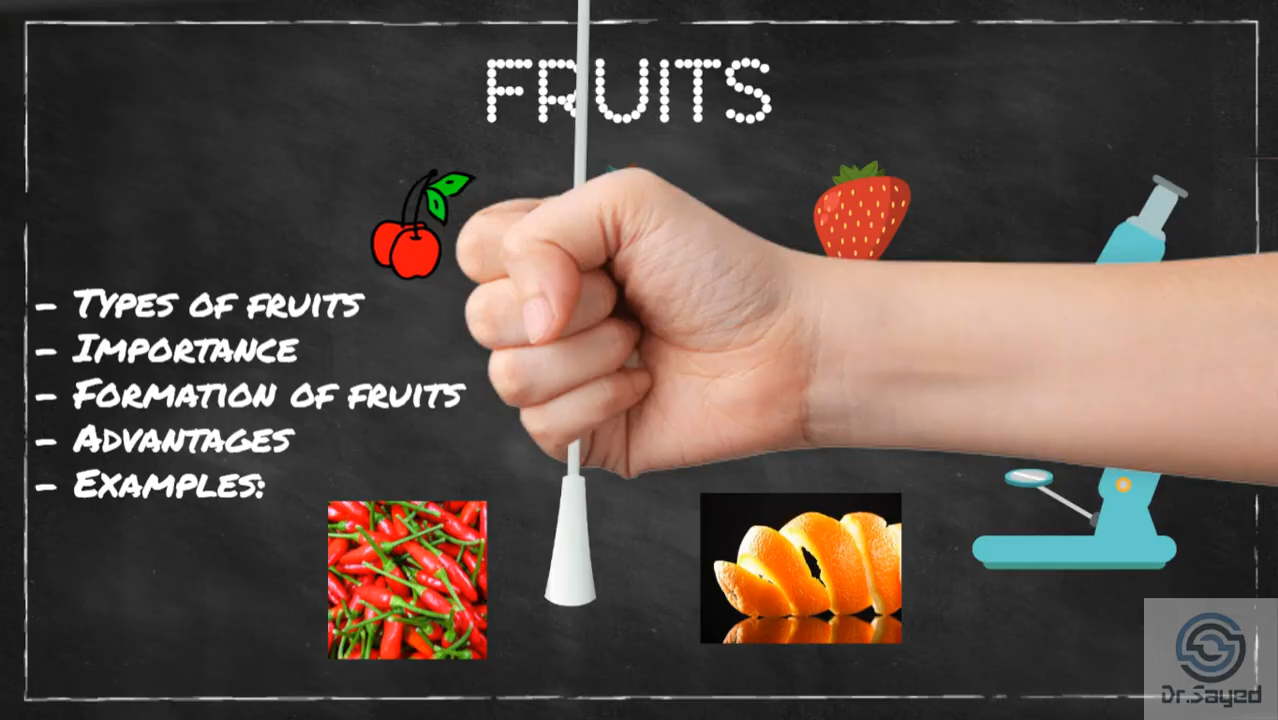 FRUITS
- Types of fruits
- Importance
- Formation of fruits
- Advantages
- Examples:
Dr.Sayed